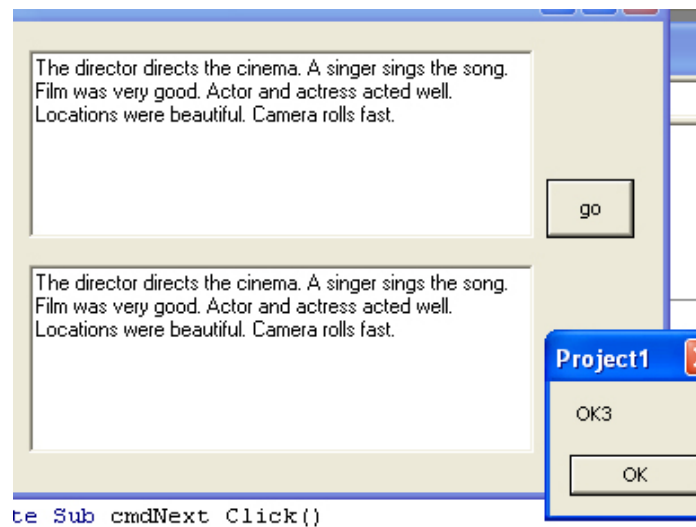 The director directs the cinema. A singer sings the song.
Film was very good. Actor and actress acted well.
Locations were beautiful. Camera rolls fast.
go
The director directs the cinema. A singer sings the song.
Film was very good. Actor and actress acted well.
Locations were beautiful. Camera rolls fast.
Project1
OK3
OK
te Sub cmdNext Click()